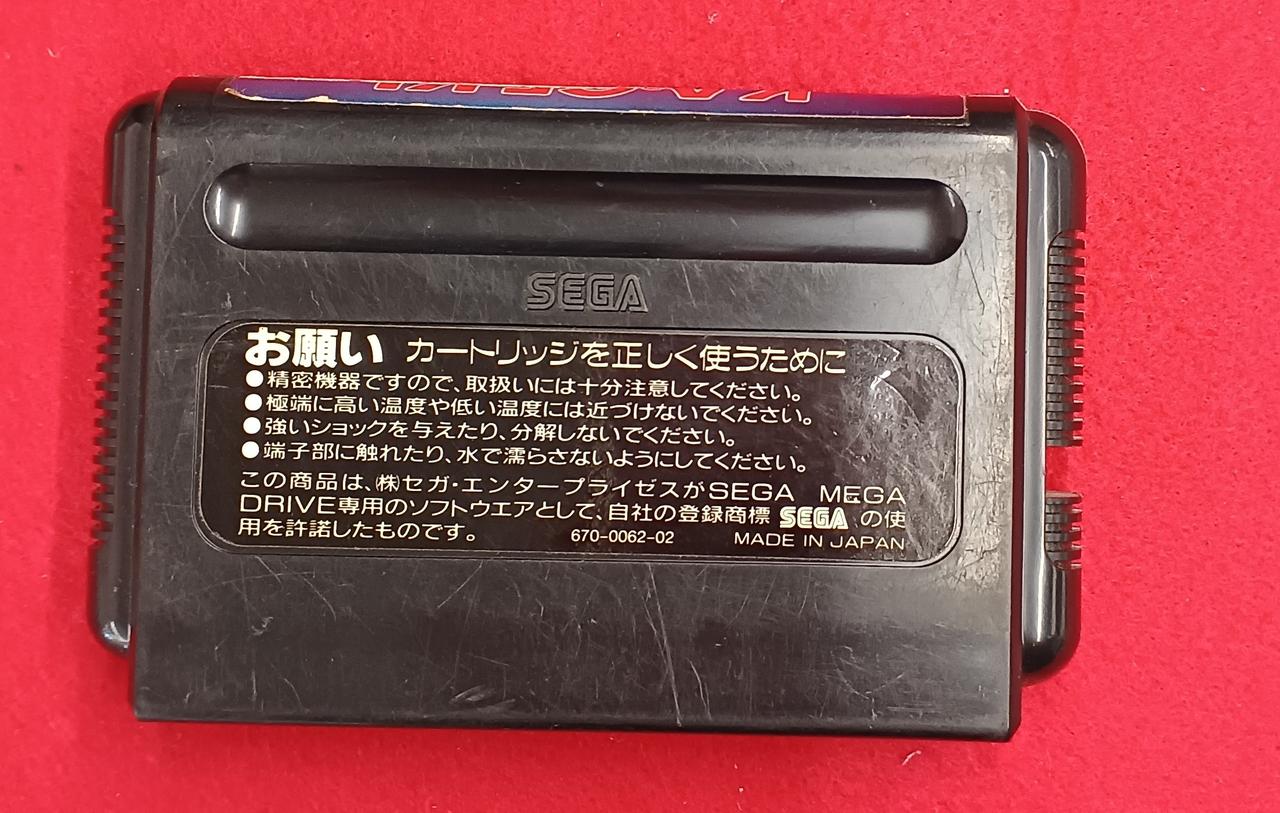 SEGA
お願い カートリッジを正しく使うために
●精密機器ですので、取扱いには十分注意してください。
●極端に高い温度や低い温度には近づけないでください。
●強いショックを与えたり、分解しないでください。
●端子部に触れたり、水で濡らさないようにしてください。
この商品は、㈱セガ・エンタープライゼスがSEGA MEGA
DRIVE専用のソフトウエアとして、自社の登録商標 SEGA の使
用を許諾したものです。 670-0062-02 MADE IN JAPAN